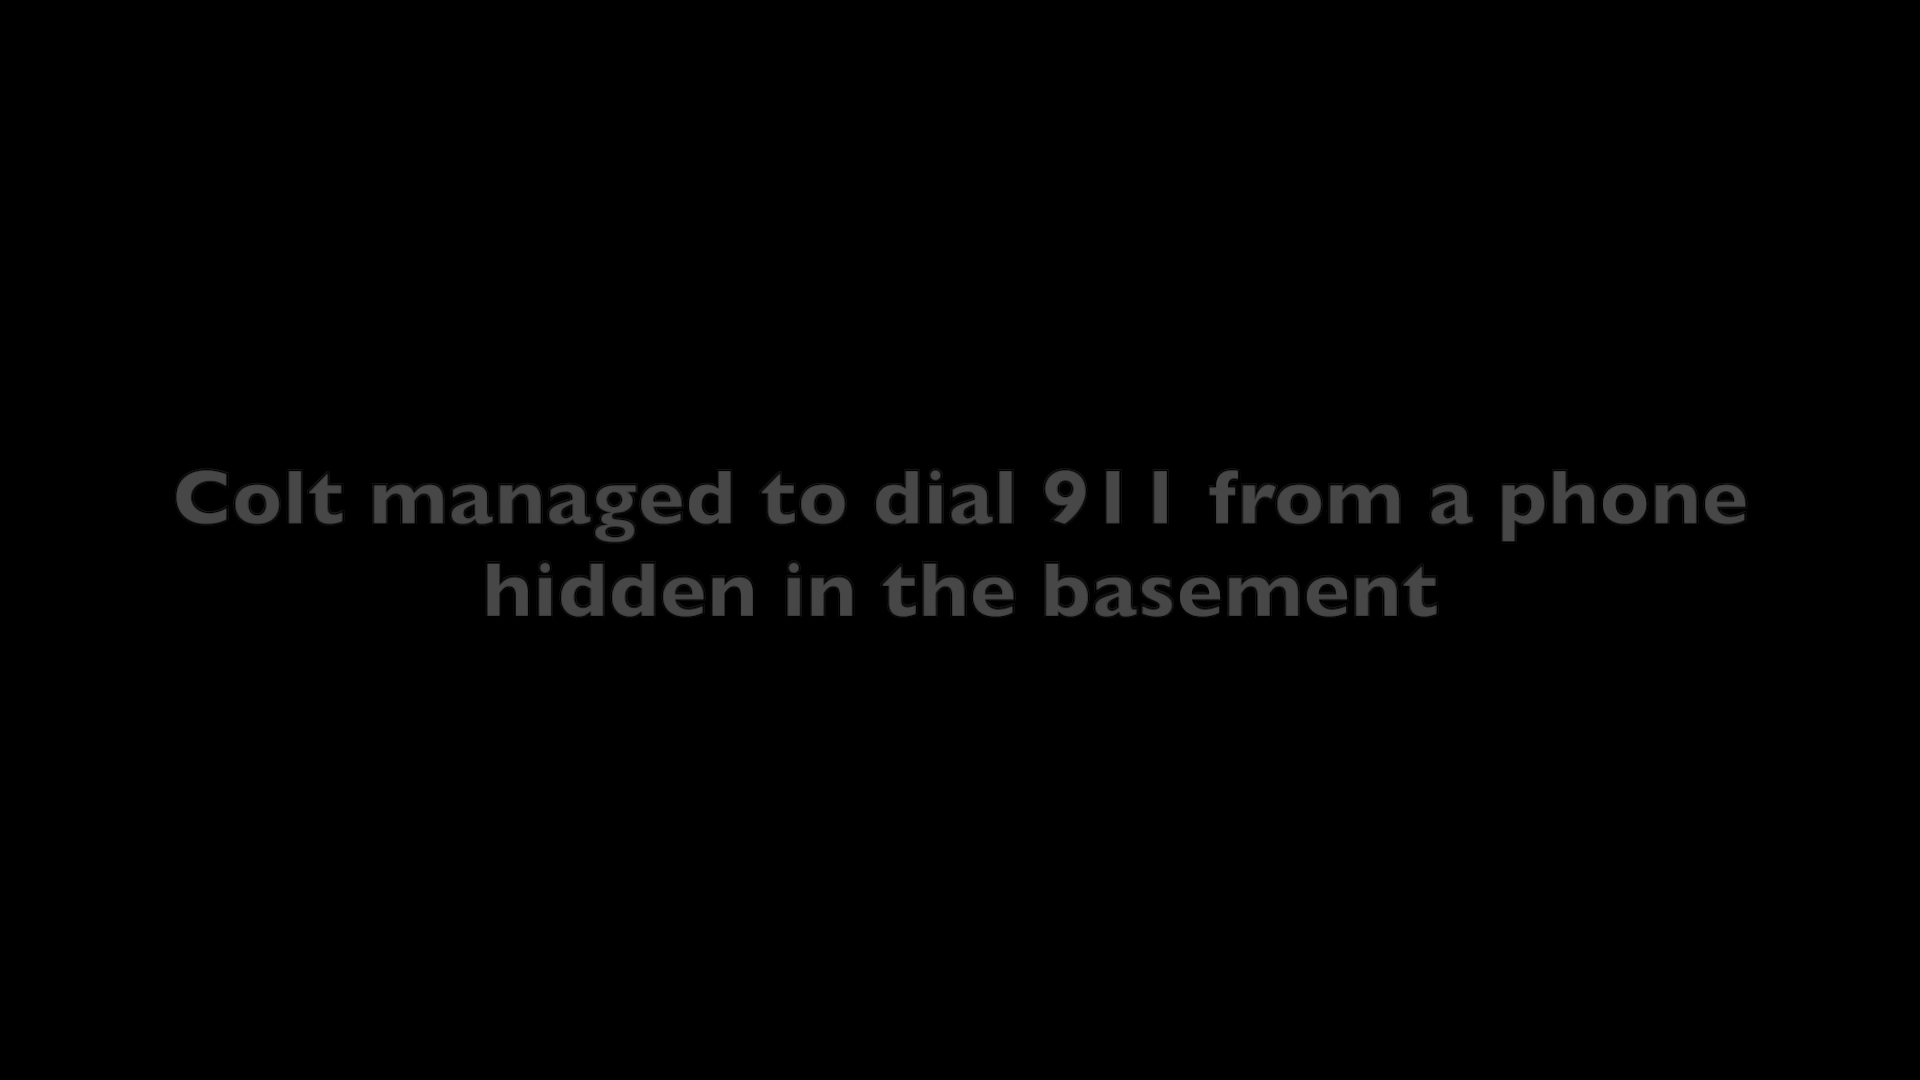 Colt managed to dial 911 from a phone
hidden in the basement